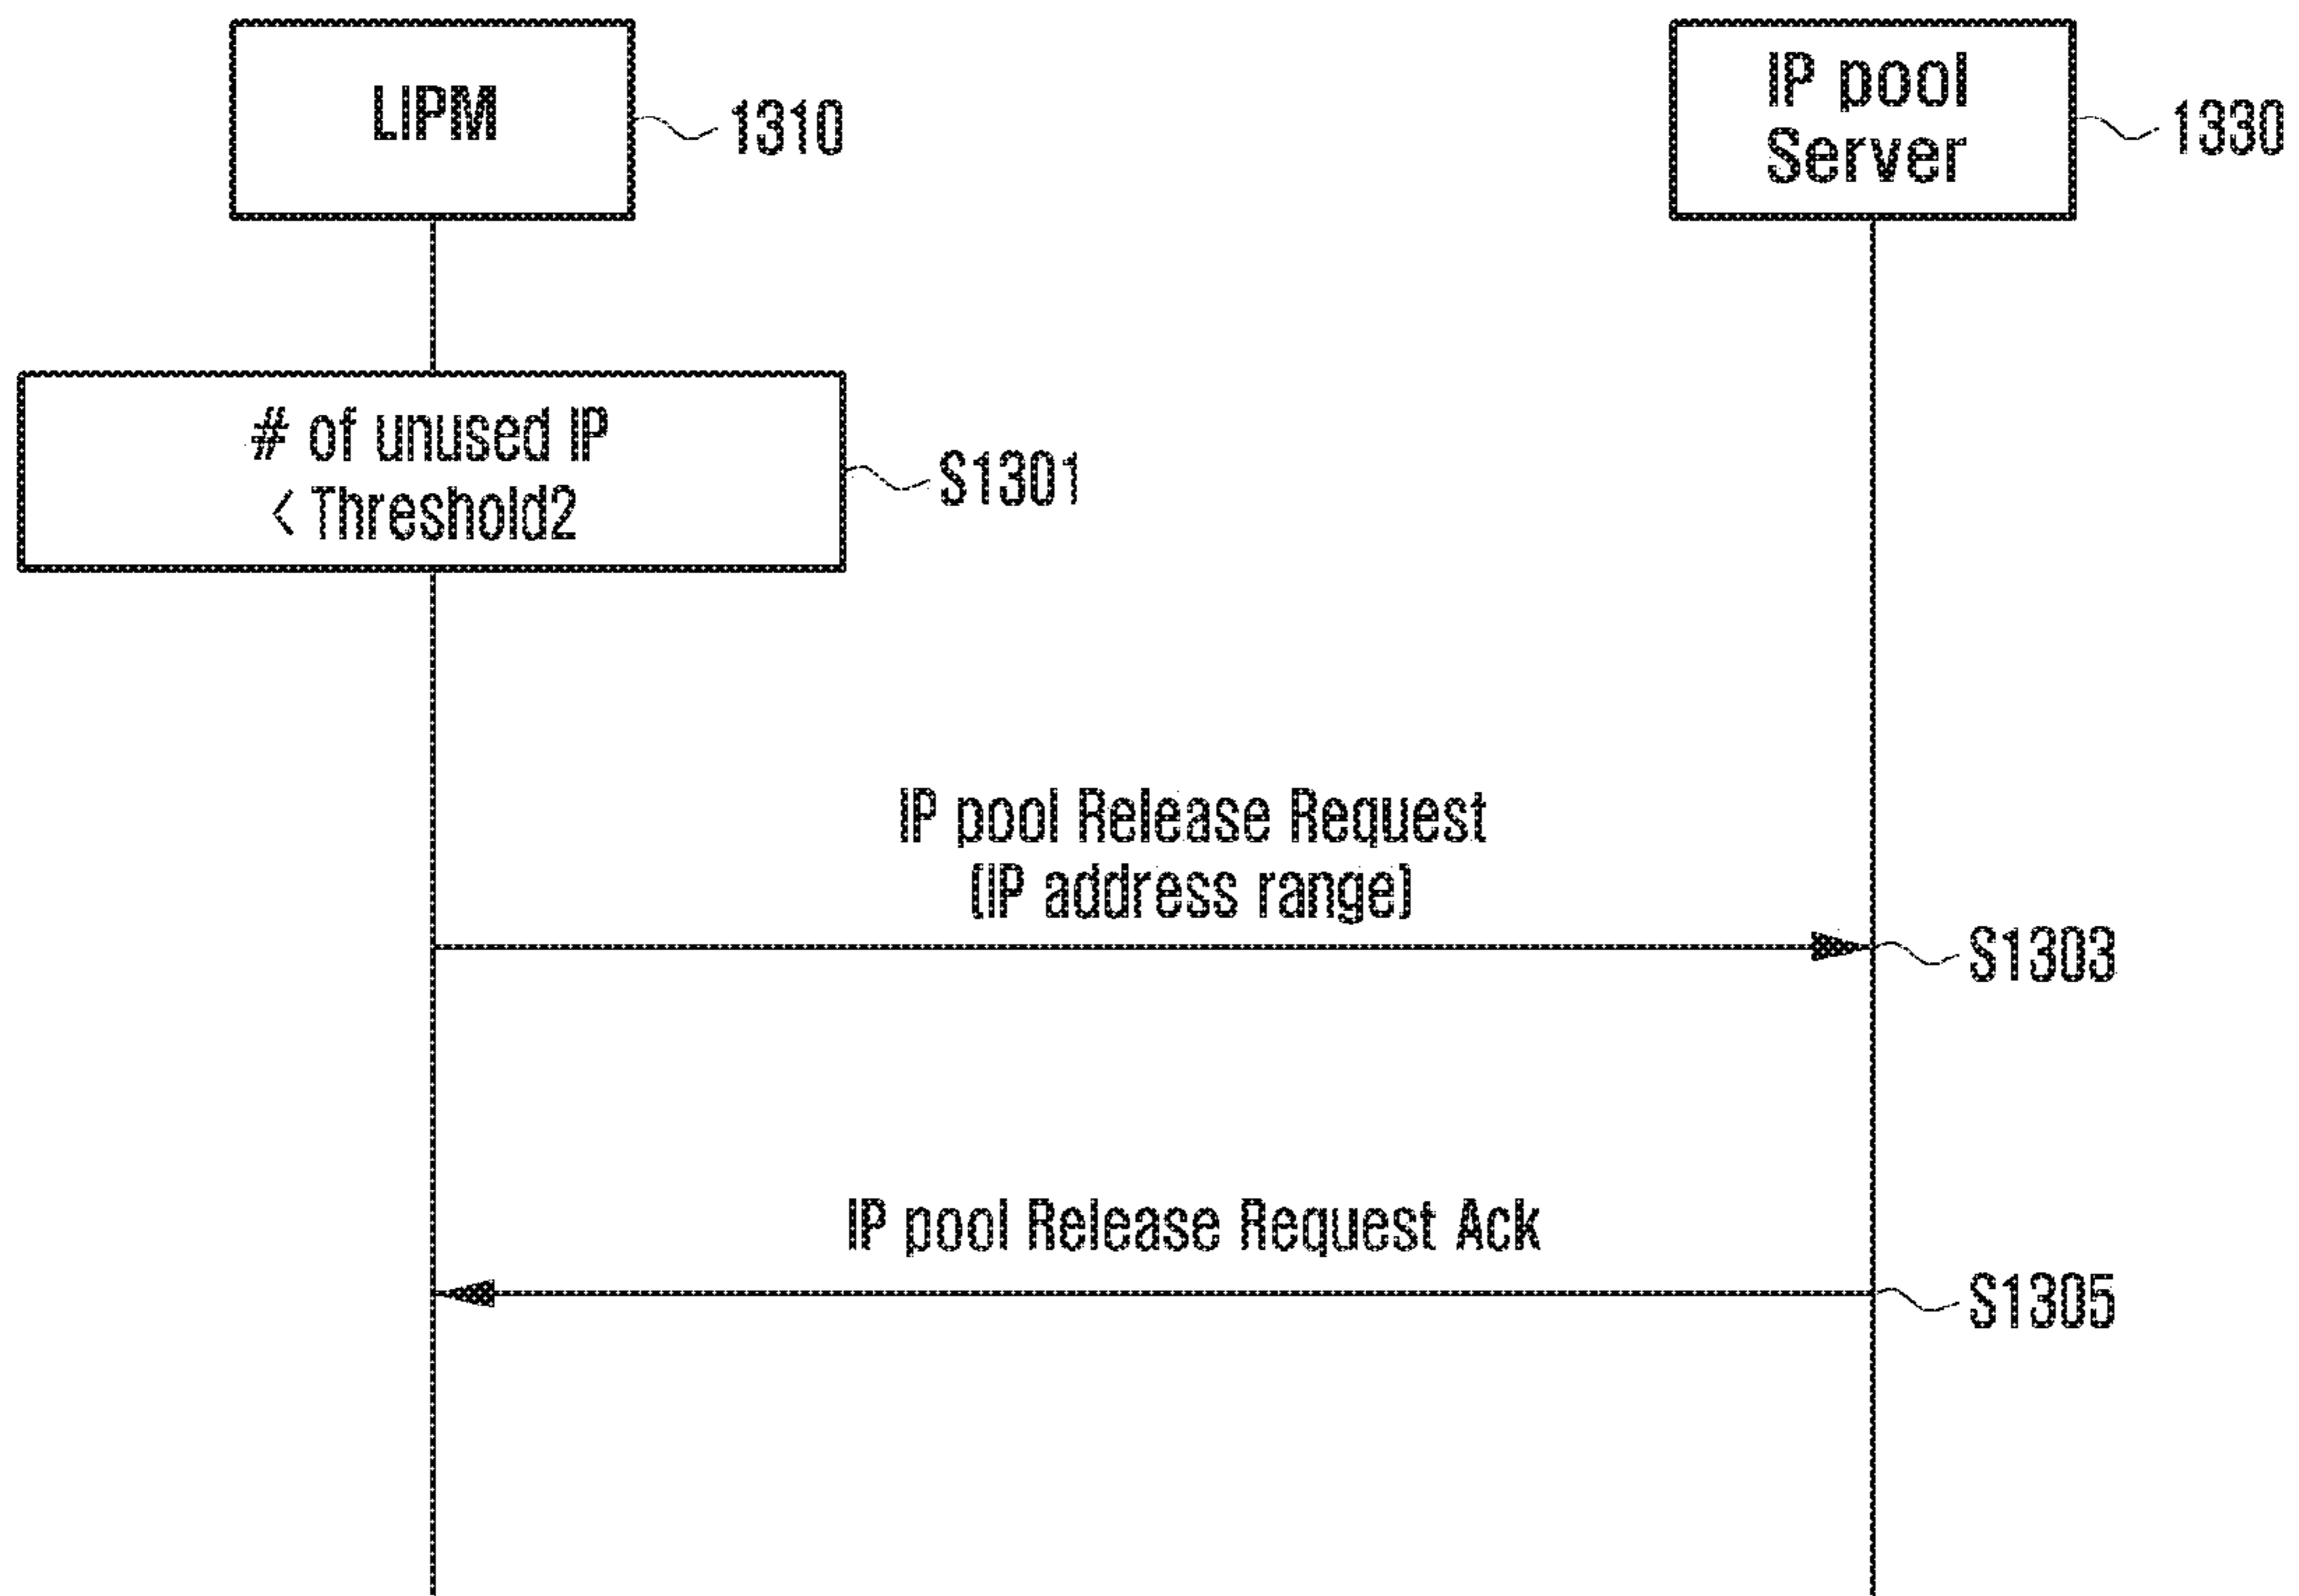 LIPM
1310
IP pool
Server
1330
# of unused IP
< Threshold2
S1301
IP pool Release Request
(IP address range)
S1303
IP pool Release Request Ack
S1305